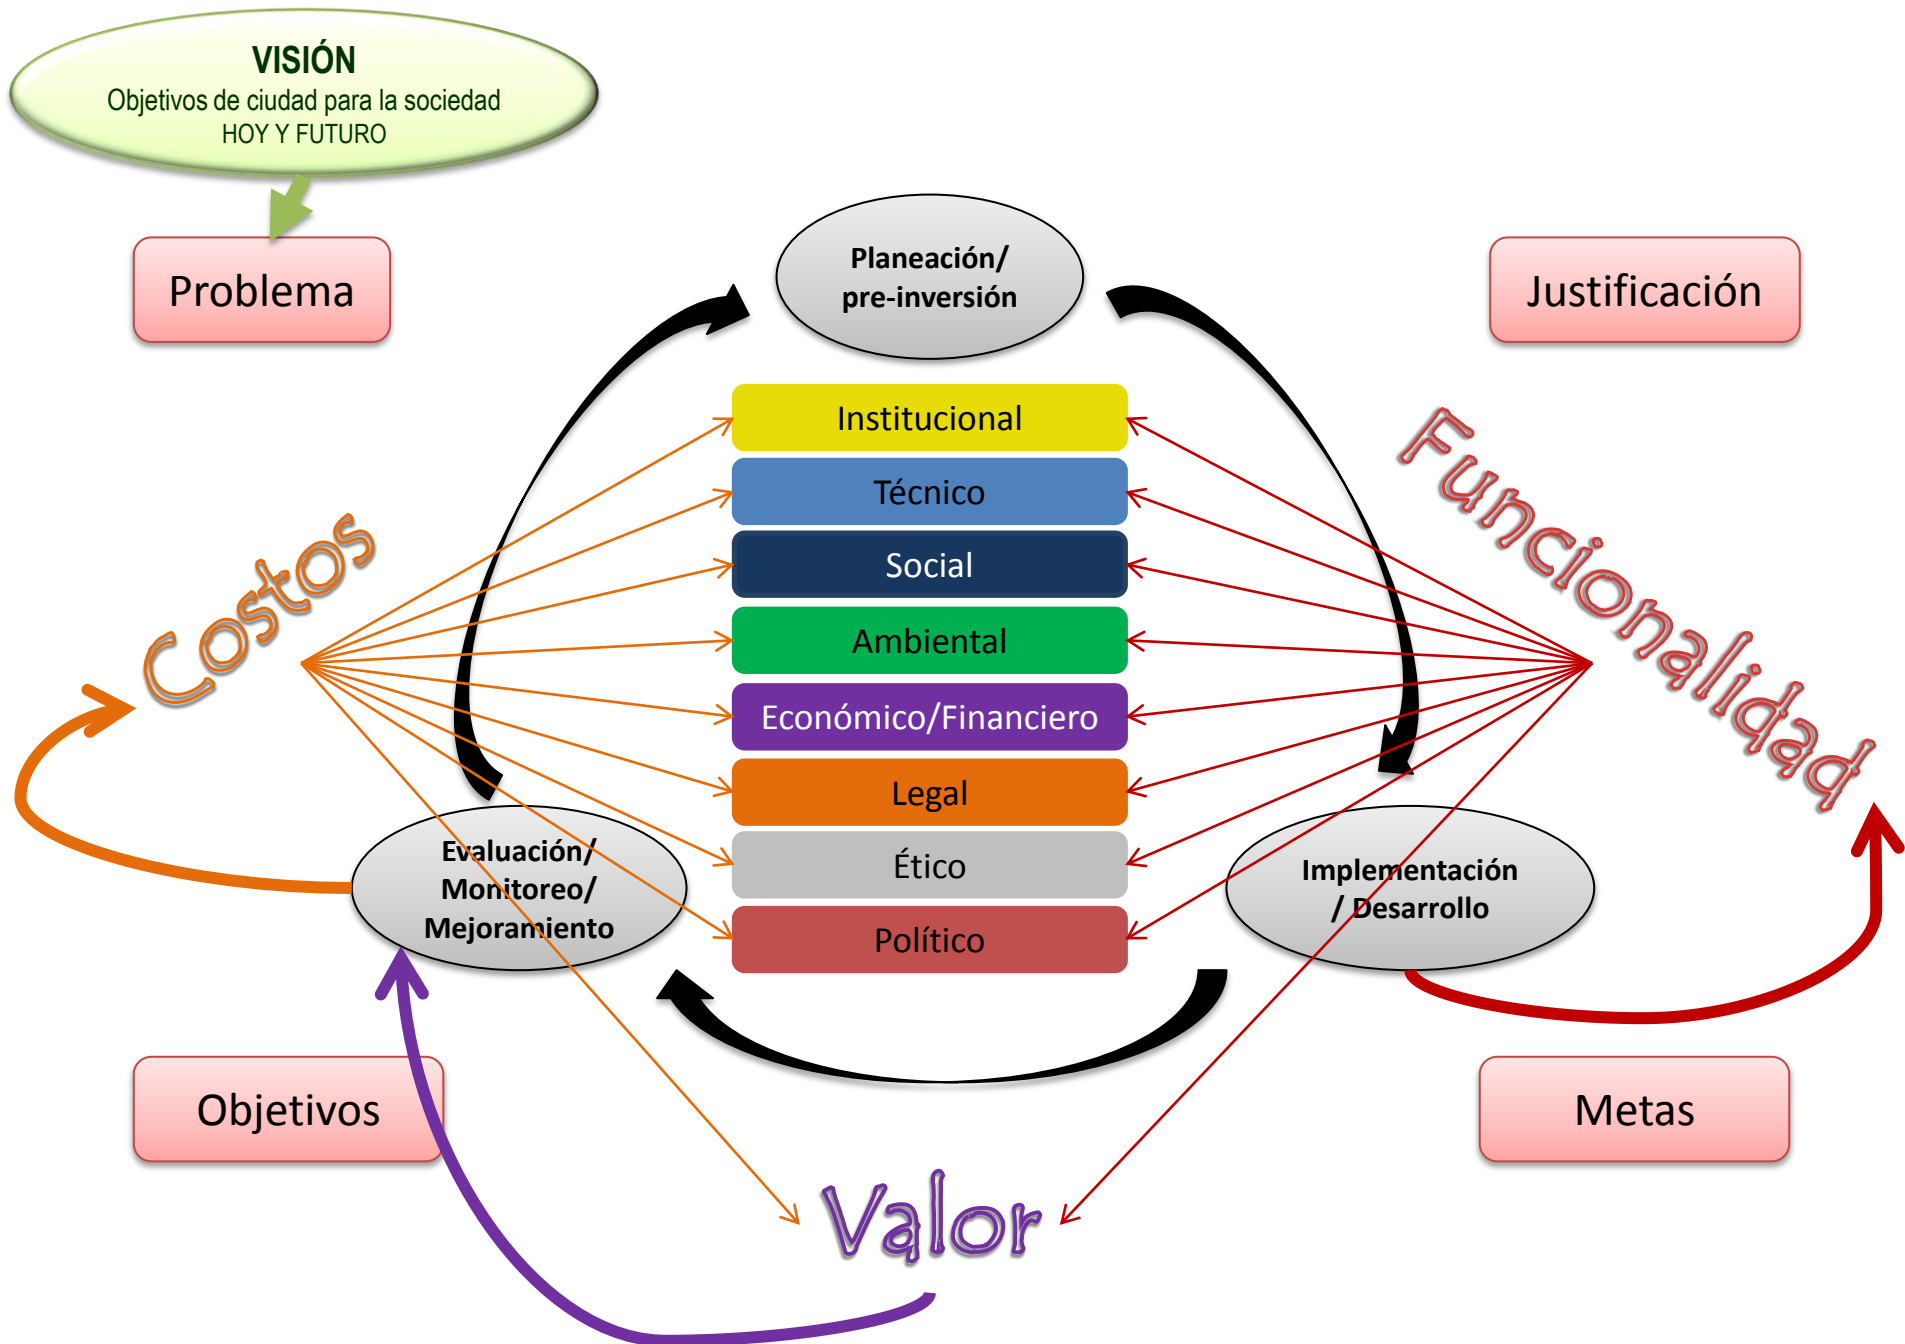 VISIÓN
Objetivos de ciudad para la sociedad
HOY Y FUTURO
Problema
Planeación/
pre-inversión
Justificación
Institucional
Técnico
Social
Ambiental
Económico/Financiero
Legal
Ético
Político
Costos
Funcionalidad
Evaluación/
Monitoreo/
Mejoramiento
Implementación
/ Desarrollo
Objetivos
Metas
Valor